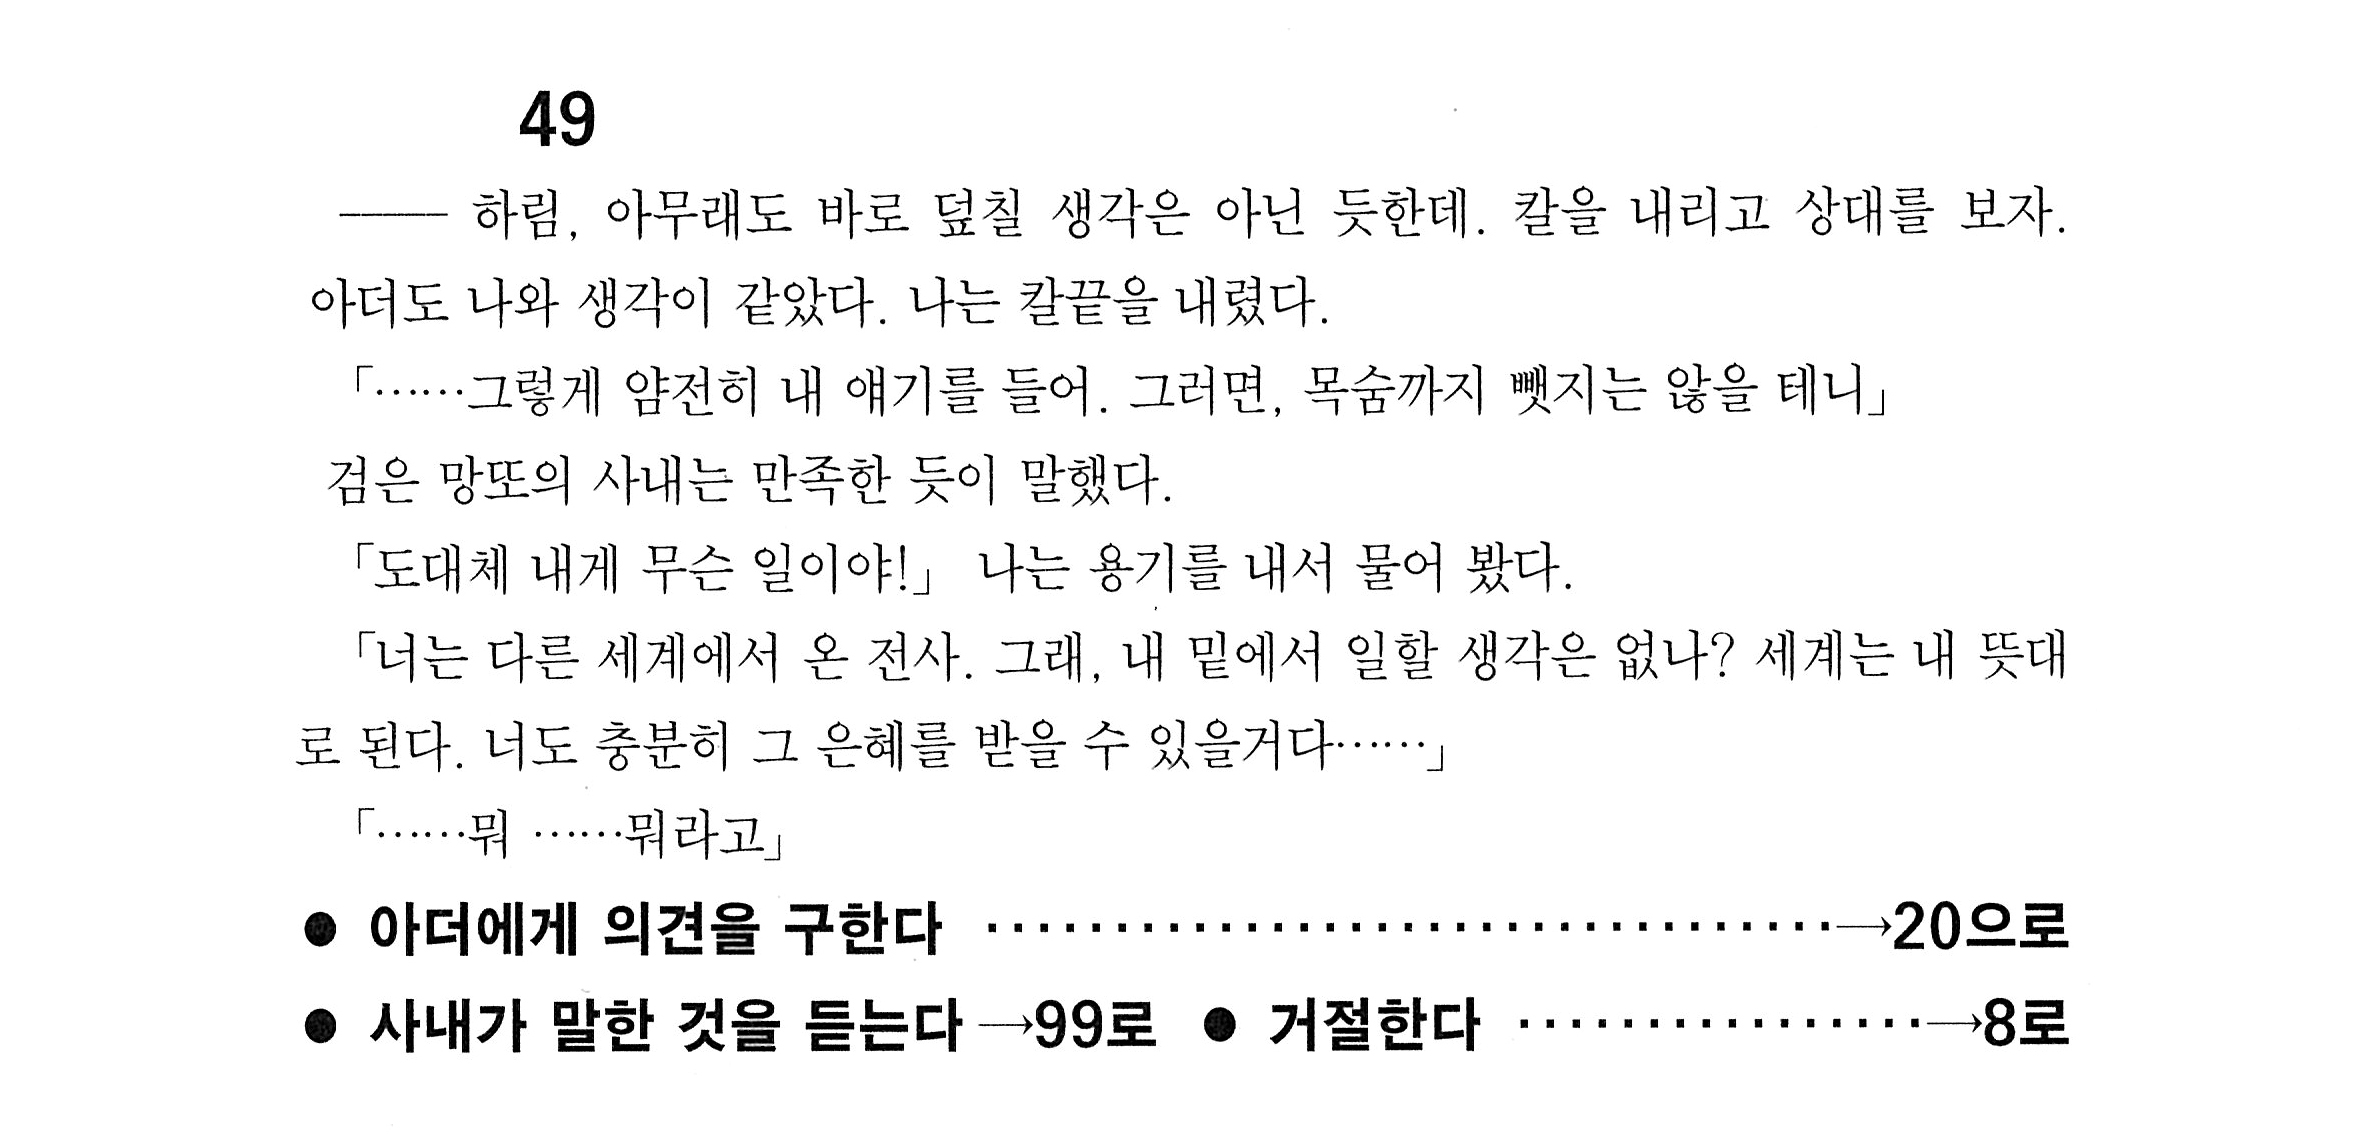 49
—— 하림, 아무래도 바로 덮칠 생각은 아닌 듯한데. 칼을 내리고 상대를 보자.
아더도 나와 생각이 같았다. 나는 칼끝을 내렸다.
「……그렇게 얌전히 내 얘기를 들어. 그러면, 목숨까지 뺏지는 않을 테니」
검은 망또의 사내는 만족한 듯이 말했다.
「도대체 내게 무슨 일이야!」 나는 용기를 내서 물어 봤다.
「너는 다른 세계에서 온 전사. 그래, 내 밑에서 일할 생각은 없나? 세계는 내 뜻대
로 된다. 너도 충분히 그 은혜를 받을 수 있을거다……」
「……뭐 ……뭐라고」
● 아더에게 의견을 구한다 ……………………………→20으로
● 사내가 말한 것을 듣는다 →99로 ● 거절한다 ………………→8로